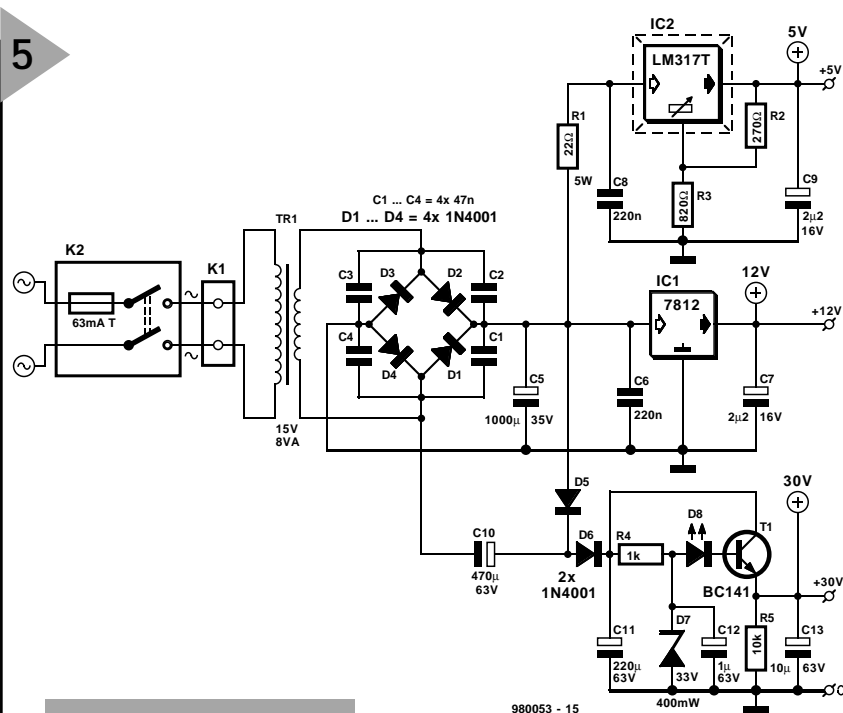 5
IC2
5V
LM317T
+5V
R1
22Ω
5W
R2
270Ω
C8
220n
R3
820Ω
C9
2µ2
16V
C1 ... C4 = 4x 47n
D1 ... D4 = 4x 1N4001
TR1
K2
K1
63mA T
~
~
~
~
C3
D3
D2
C2
C4
D4
D1
C1
15V
8VA
IC1
7812
12V
+12V
C5
1000µ
35V
C6
220n
C7
2µ2
16V
D5
C10
470µ
63V
D6
2x
1N4001
R4
1k
D8
T1
BC141
30V
+30V
C11
220µ
63V
D7
33V
400mW
C12
1µ
63V
R5
10k
C13
10µ
63V
0
980053 - 15